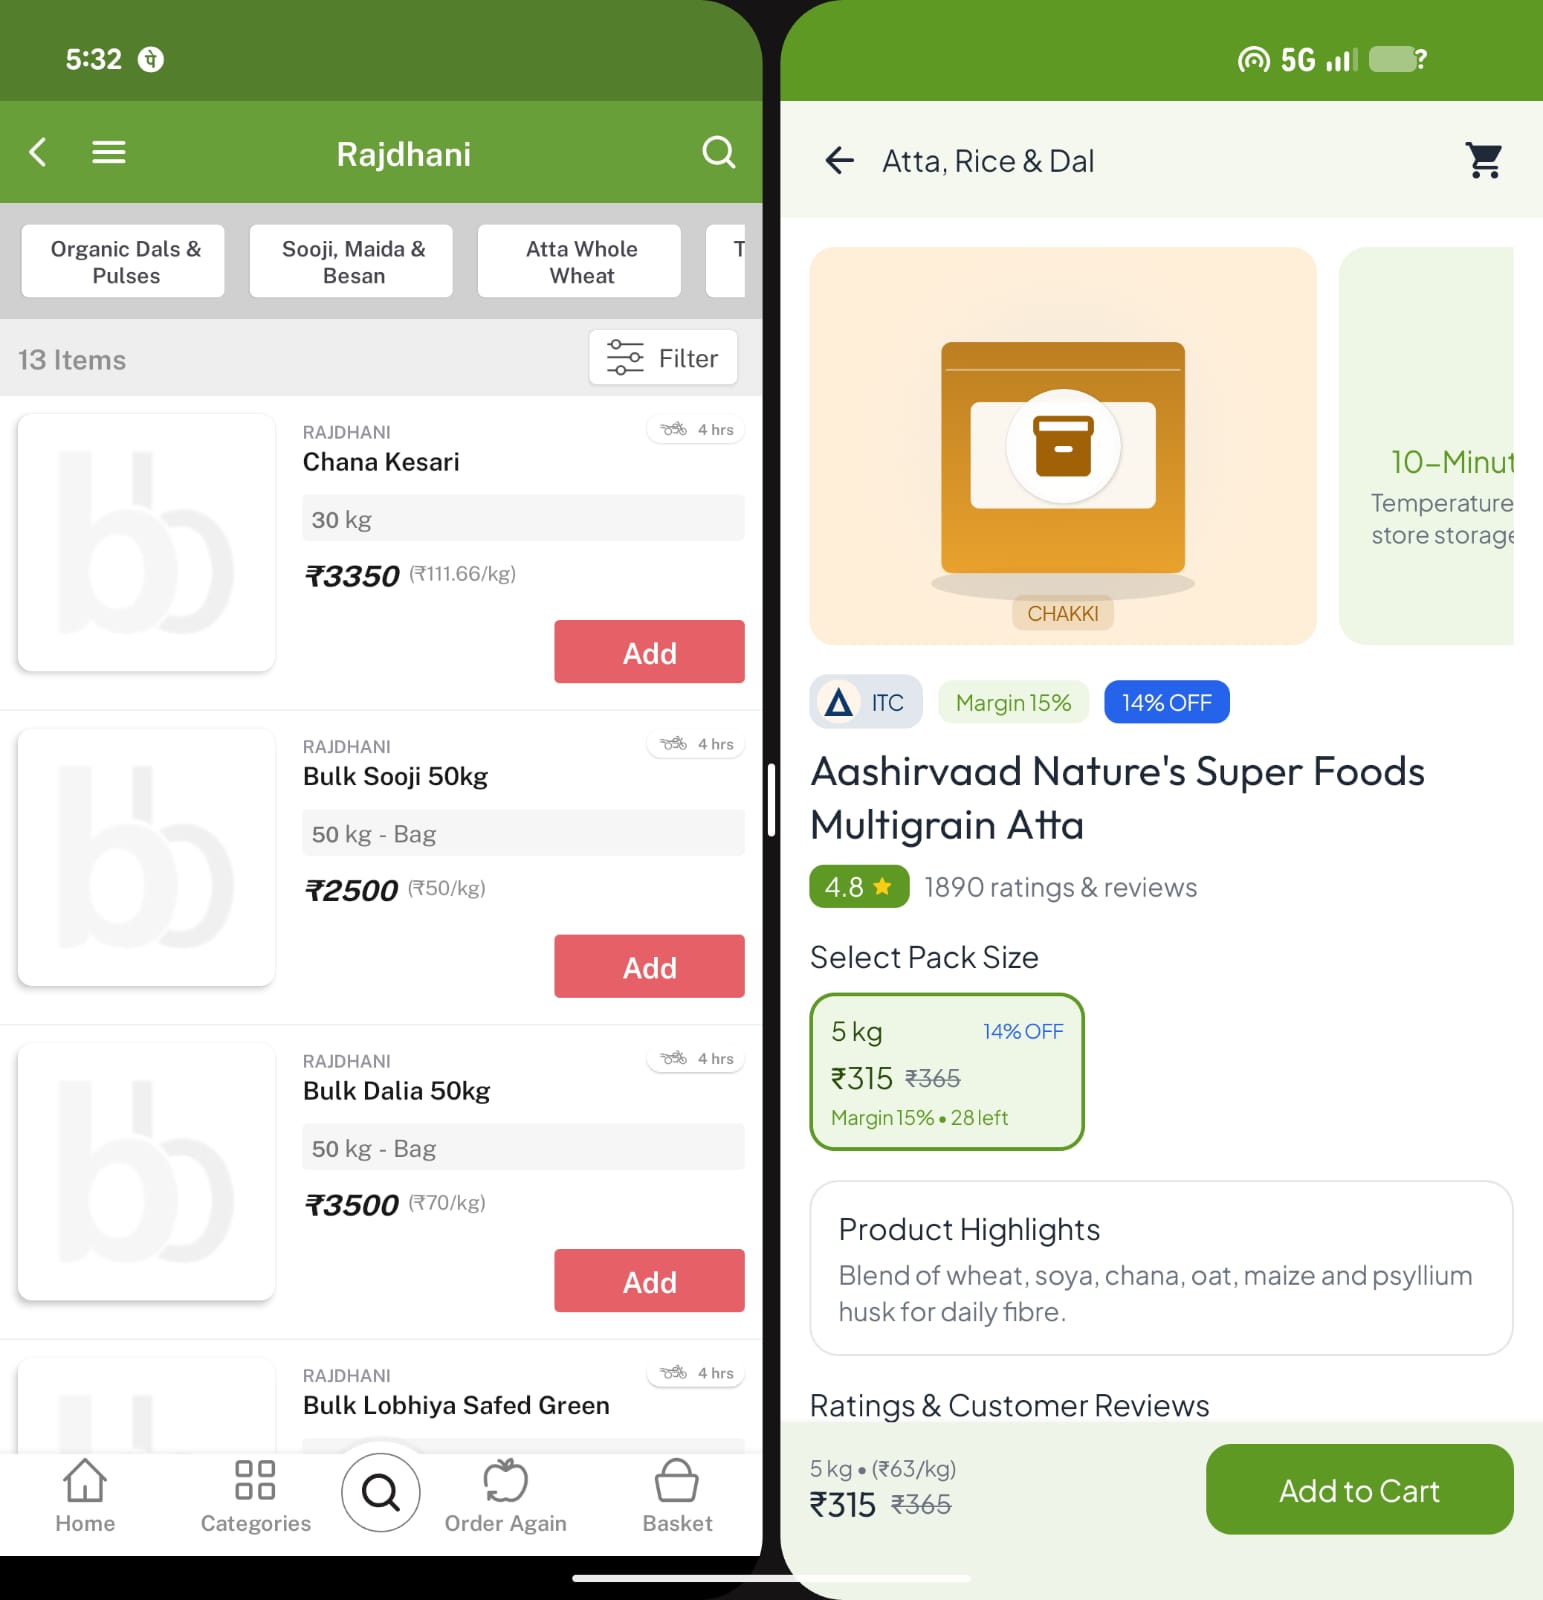 5:32 पे
Rajdhani
Organic Dals &
Pulses
Sooji, Maida &
Besan
Atta Whole
Wheat
T
13 Items
Filter
RAJDHANI
4 hrs
Chana Kesari
30 kg
₹3350 (₹111.66/kg)
Add
RAJDHANI
4 hrs
Bulk Sooji 50kg
50 kg - Bag
₹2500 (₹50/kg)
Add
RAJDHANI
4 hrs
Bulk Dalia 50kg
50 kg - Bag
₹3500 (₹70/kg)
Add
RAJDHANI
4 hrs
Bulk Lobhiya Safed Green
Home
Categories
Order Again
Basket
5G ?
Atta, Rice & Dal
CHAKKI
10-Minut
Temperature
store storage
ITC
Margin 15%
14% OFF
Aashirvaad Nature's Super Foods
Multigrain Atta
4.8 ★ 1890 ratings & reviews
Select Pack Size
5 kg 14% OFF
₹315 ₹365
Margin 15% • 28 left
Product Highlights
Blend of wheat, soya, chana, oat, maize and psyllium
husk for daily fibre.
Ratings & Customer Reviews
5 kg • (₹63/kg)
₹315 ₹365
Add to Cart